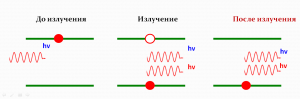 До излучения
Излучение
После излучения
hν
hν
hν
hν
hν